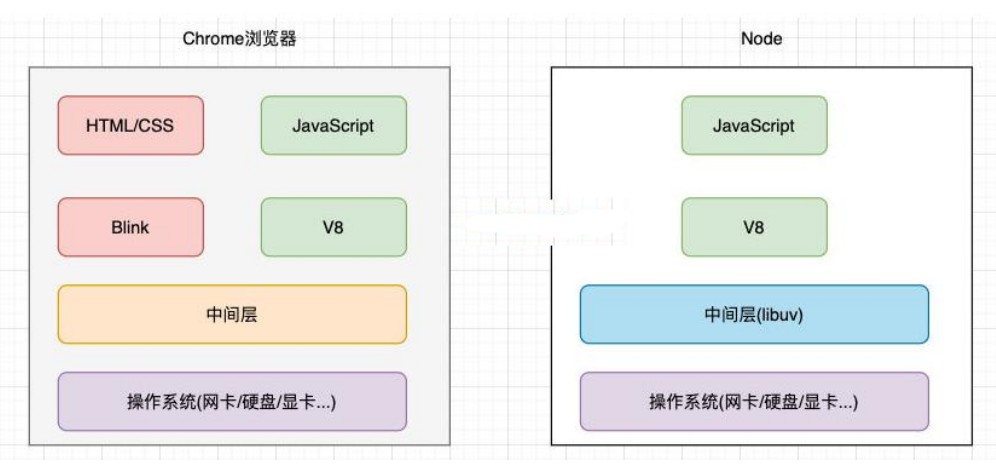 Chrome浏览器
HTML/CSS
JavaScript
Blink
V8
中间层
操作系统(网卡/硬盘/显卡...)
Node
JavaScript
V8
中间层(libuv)
操作系统(网卡/硬盘/显卡...)